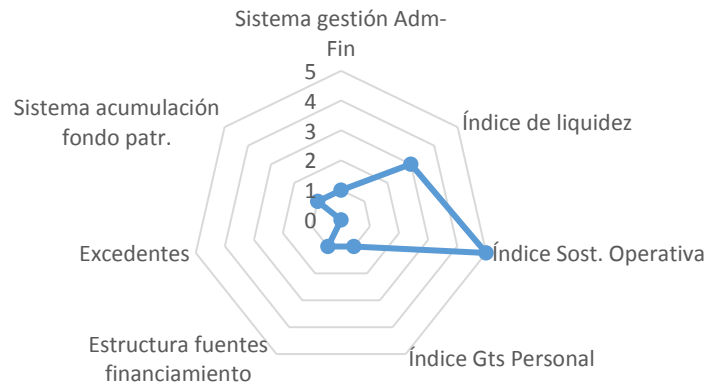 Sistema gestión Adm-
Fin
5
4
3
2
1
0
Índice de liquidez
Índice Sost. Operativa
Índice Gts Personal
Estructura fuentes
financiamiento
Excedentes
Sistema acumulación
fondo patr.